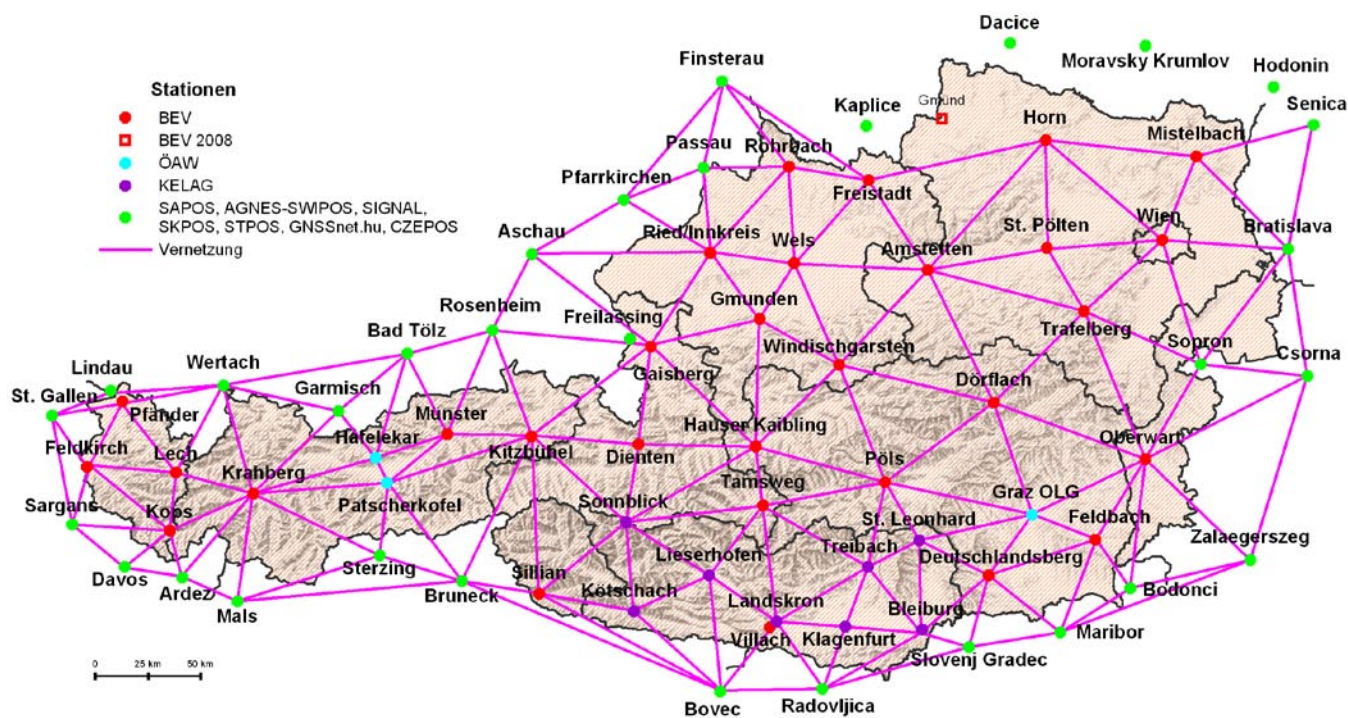 Dacice
Moravsky Krumlov
Finsterau
Hodonin
Stationen
BEV
BEV 2008
ÖAW
KELAG
SAPOS, AGNES-SWIPOS, SIGNAL,
SKPOS, STPOS, GNSSnet.hu, CZEPOS
Vernetzung
Kaplice
Gmünd
Senica
Horn
Mistelbach
Passau
Rohrbach
Pfarrkirchen
Freistadt
Aschau
Ried/Innkreis
Wels
Amstetten
St. Pölten
Wien
Bratislava
Rosenheim
Freilassing
Gmunden
Trafelberg
Bad Tölz
Windischgarsten
Sopron
Csorna
Lindau
Wertach
Garmisch
Gaisberg
Dörflach
St. Gallen
Pfänder
Munster
Hauser Kaibling
Oberwart
Feldkirch
Lech
Hafelekar
Kitzbühel
Dienten
Krahberg
Pöls
Sargans
Kops
Patscherkofel
Sonnblick
Tamsweg
Graz OLG
St. Leonhard
Feldbach
Zalaegerszeg
Davos
Ardez
Sterzing
Lieserhofen
Treibach
Deutschlandsberg
Mals
Bruneck
Sillian
Kötschach
Landskron
Bleiburg
Bodonci
Villach
Klagenfurt
Maribor
Slovenj Gradec
0 25 km 50 km
Bovec
Radovljica